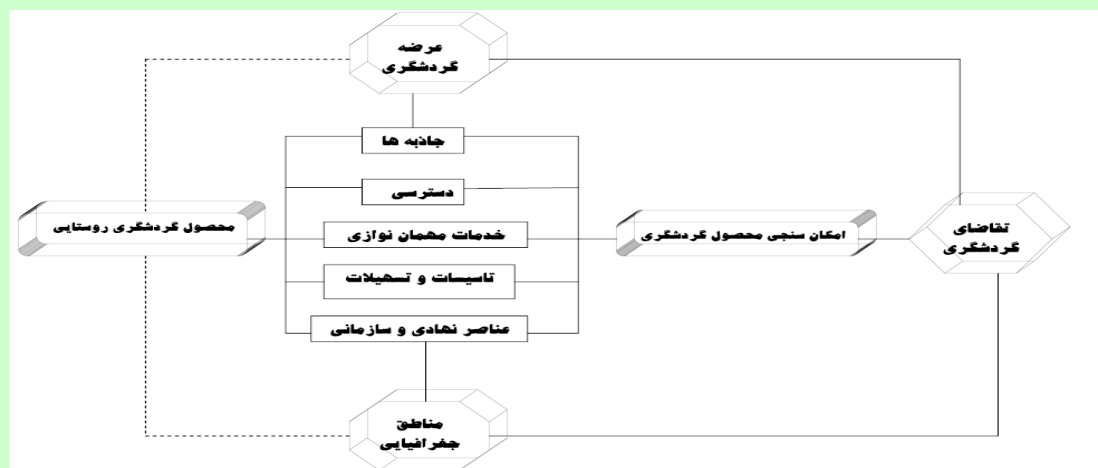 عرضه
گردشگری
جاذبه ها
دسترسی
محصول گردشگری روستایی
خدمات مهمان نوازی
امکان سنجی محصول گردشگری
تقاضای
گردشگری
تاسیسات و تسهیلات
عناصر نهادی و سازمانی
مناطق
جغرافیایی